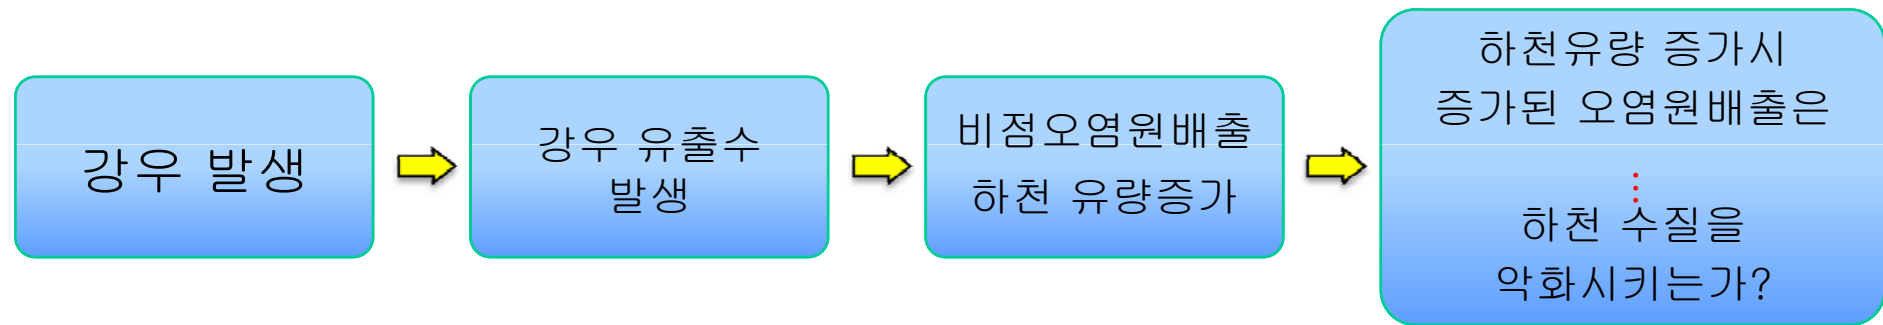 강우 발생
강우 유출수
발생
비점오염원배출
하천 유량증가
하천유량 증가시
증가된 오염원배출은
⋮
하천 수질을
악화시키는가?